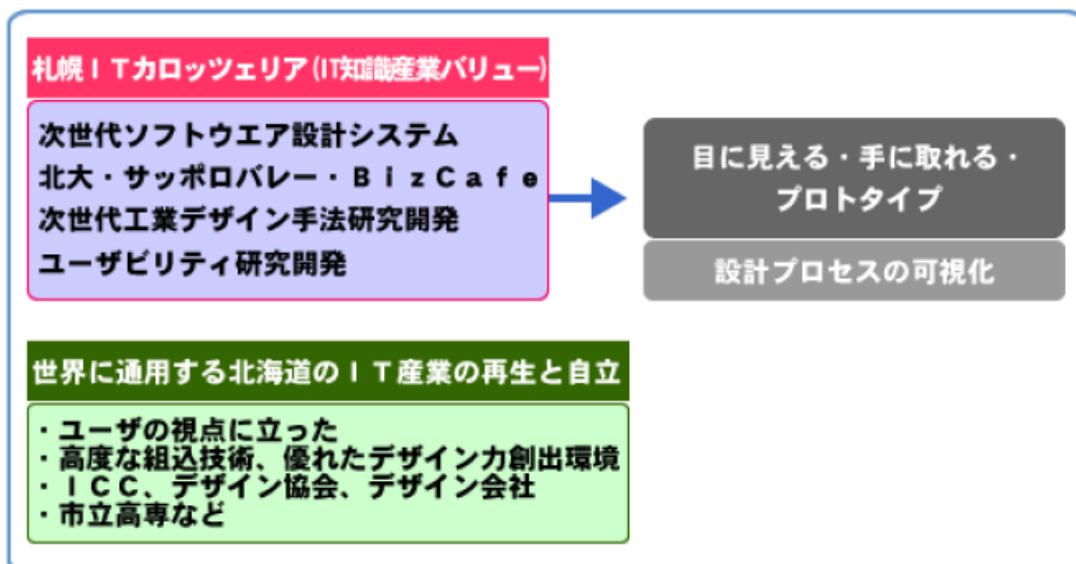 札幌ＩＴカロッツェリア(IT知識産業バリュー)
次世代ソフトウエア設計システム
北大・サッポロバレー・ＢｉｚＣａｆｅ
次世代工業デザイン手法研究開発
ユーザビリティ研究開発
目に見える・手に取れる・
プロトタイプ
設計プロセスの可視化
世界に通用する北海道のＩＴ産業の再生と自立
・ユーザの視点に立った
・高度な組込技術、優れたデザイン力創出環境
・ＩＣＣ、デザイン協会、デザイン会社
・市立高専など